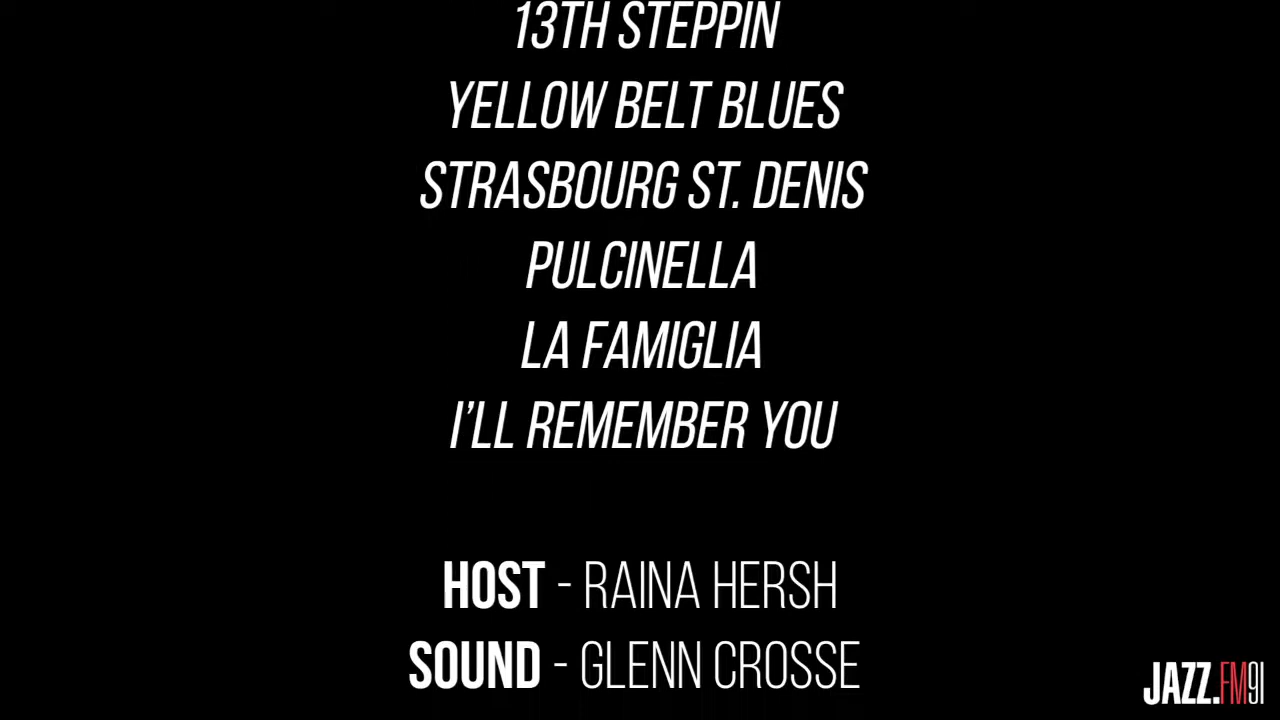 13TH STEPPIN
YELLOW BELT BLUES
STRASBOURG ST. DENIS
PULCINELLA
LA FAMIGLIA
I'LL REMEMBER YOU
HOST - RAINA HERSH
SOUND - GLENN CROSSE
JAZZ.FM91